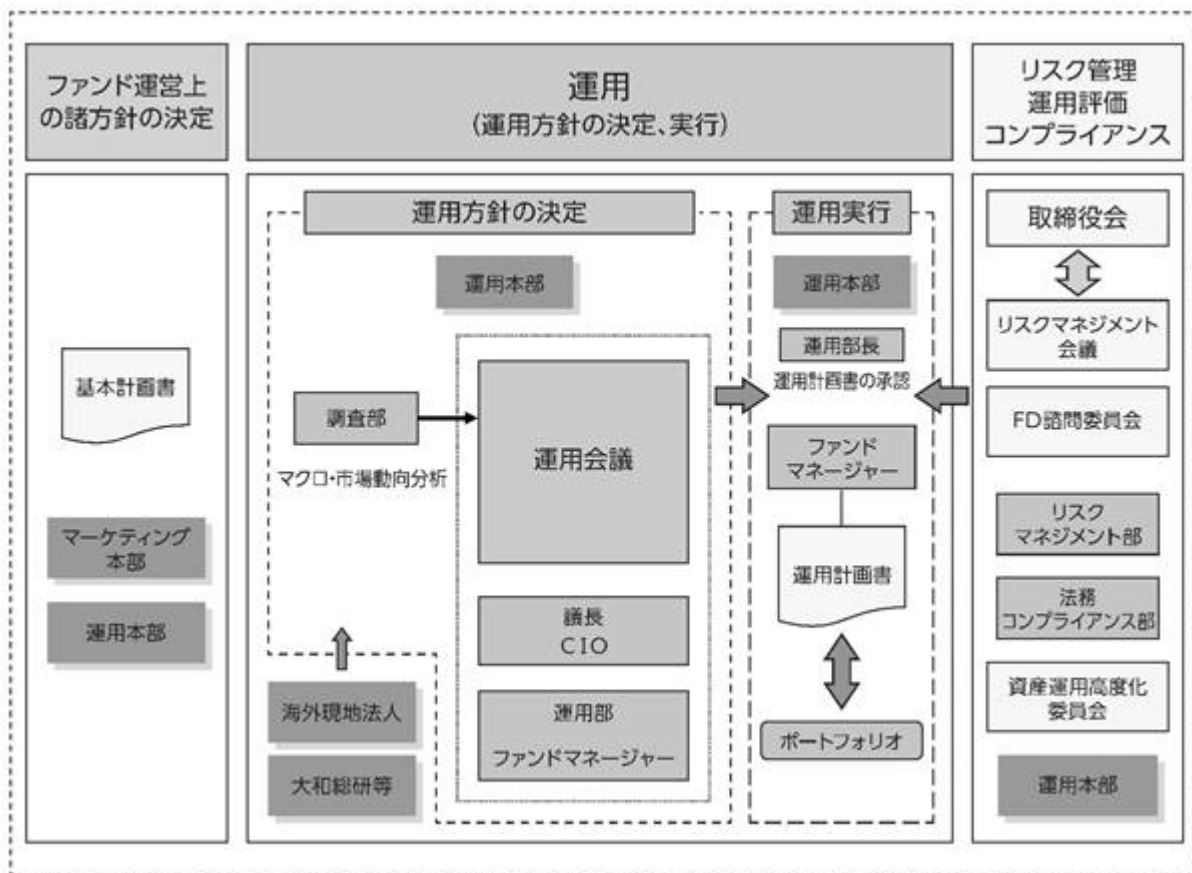 ファンド運営上
の諸方針の決定
運用
(運用方針の決定、実行)
リスク管理
運用評価
コンプライアンス
基本計画書
マーケティング
本部
運用本部
運用方針の決定
運用本部
調査部
マクロ・市場動向分析
運用会議
議長
CIO
運用部
ファンドマネージャー
海外現地法人
大和総研等
運用実行
運用本部
運用部長
運用計画書の承認
ファンド
マネージャー
運用計画書
ポートフォリオ
取締役会
リスクマネジメント
会議
FD諮問委員会
リスク
マネジメント部
法務
コンプライアンス部
資産運用高度化
委員会
運用本部